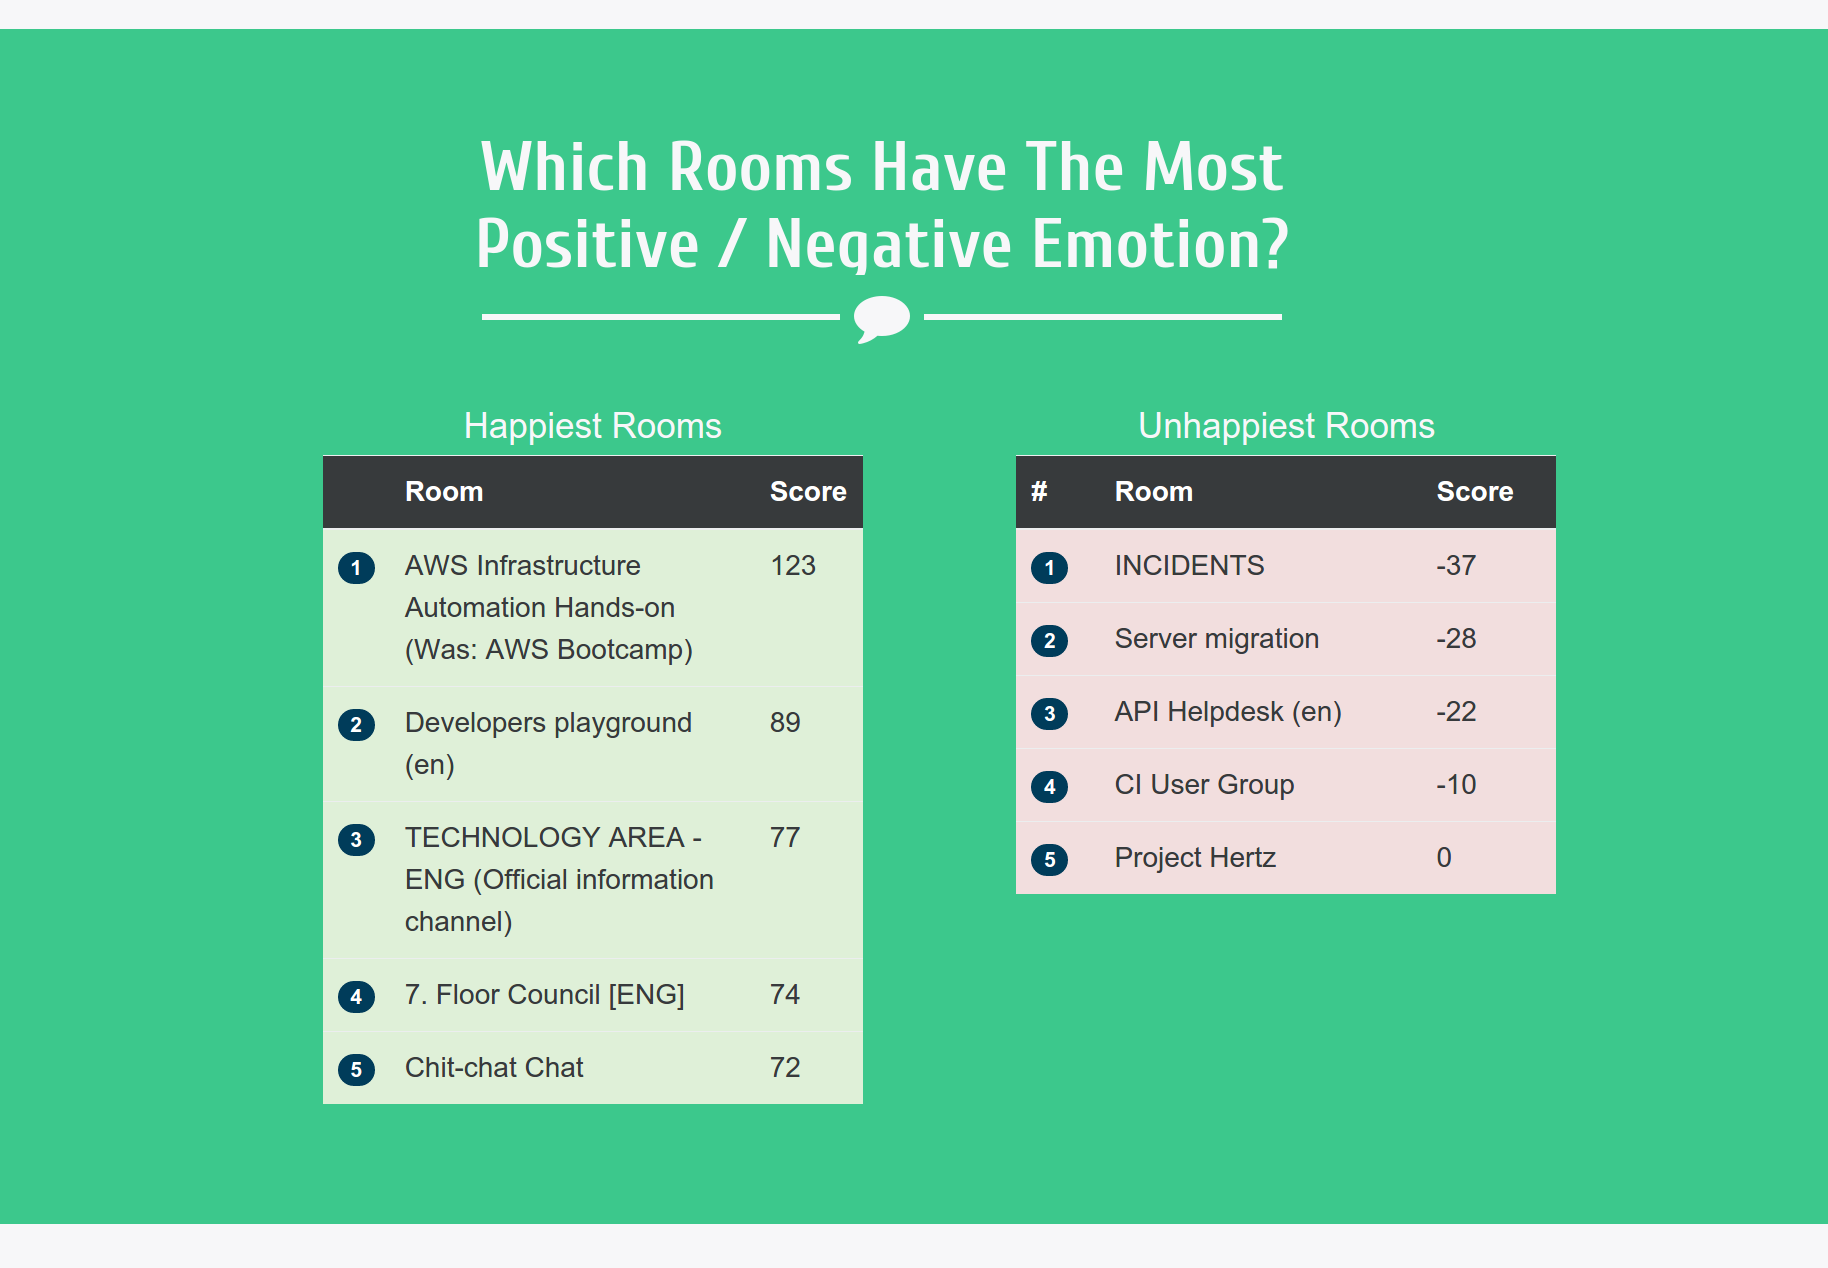 Which Rooms Have The Most
Positive / Negative Emotion?
Happiest Rooms
Room Score
1 AWS Infrastructure 123
Automation Hands-on
(Was: AWS Bootcamp)
2 Developers playground 89
(en)
3 TECHNOLOGY AREA - 77
ENG (Official information
channel)
4 7. Floor Council [ENG] 74
5 Chit-chat Chat 72
Unhappiest Rooms
# Room Score
1 INCIDENTS -37
2 Server migration -28
3 API Helpdesk (en) -22
4 CI User Group -10
5 Project Hertz 0